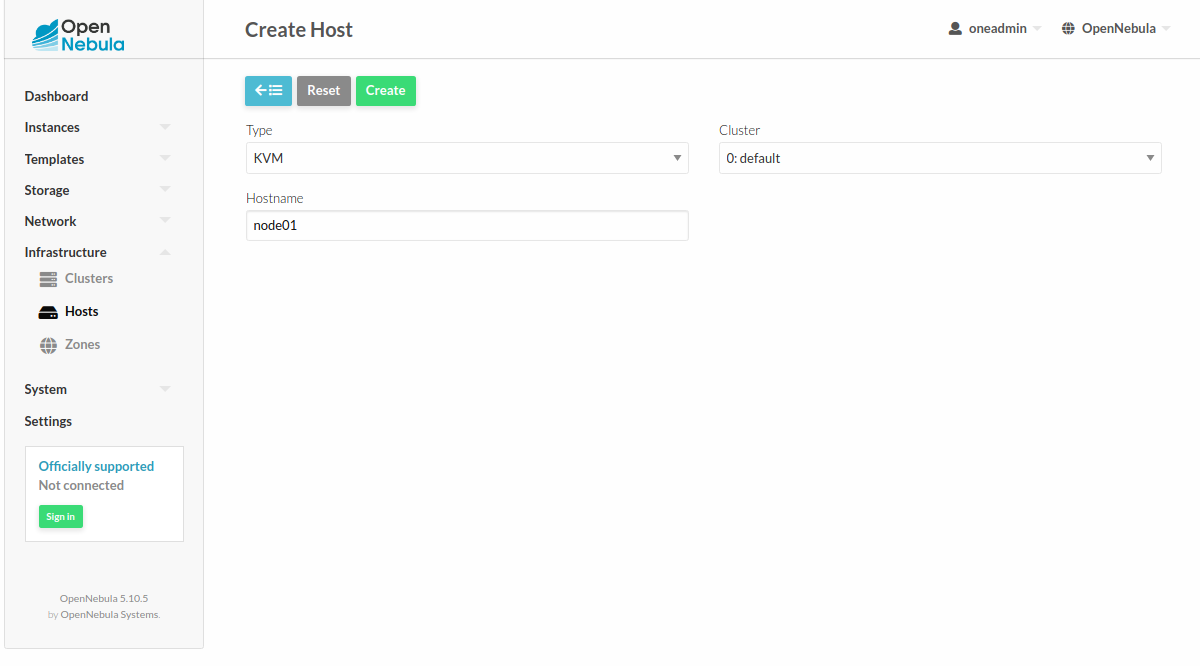 Open
Nebula
Create Host
oneadmin
OpenNebula
Dashboard
Instances
Templates
Storage
Network
Infrastructure
Clusters
Hosts
Zones
System
Settings
Officially supported
Not connected
Sign in
OpenNebula 5.10.5
by OpenNebula Systems.
Reset
Create
Type
Cluster
KVM
0: default
Hostname
node01